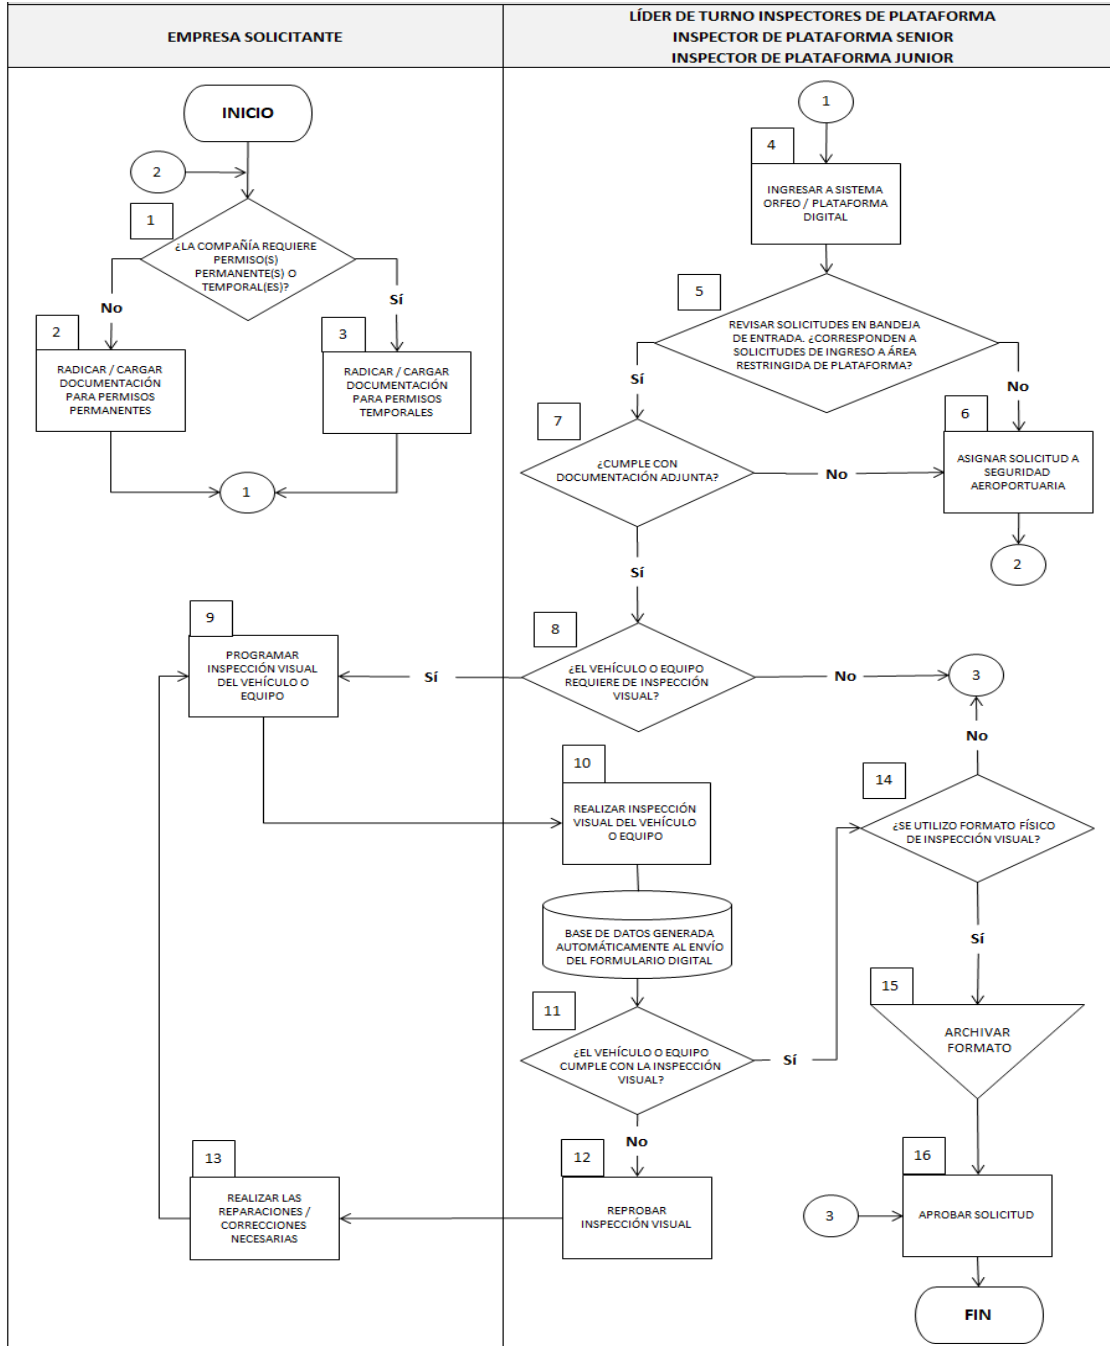 EMPRESA SOLICITANTE
LÍDER DE TURNO INSPECTORES DE PLATAFORMA
INSPECTOR DE PLATAFORMA SENIOR
INSPECTOR DE PLATAFORMA JUNIOR
INICIO
2
1
¿LA COMPAÑÍA REQUIERE
PERMISO(S)
PERMANENTE(S) O
TEMPORAL(ES)?
No
Sí
2
RADICAR / CARGAR
DOCUMENTACIÓN
PARA PERMISOS
PERMANENTES
3
RADICAR / CARGAR
DOCUMENTACIÓN
PARA PERMISOS
TEMPORALES
1
1
4
INGRESAR A SISTEMA
ORFEO / PLATAFORMA
DIGITAL
5
REVISAR SOLICITUDES EN BANDEJA
DE ENTRADA. ¿CORRESPONDEN A
SOLICITUDES DE INGRESO A ÁREA
RESTRINGIDA DE PLATAFORMA?
Sí
No
6
ASIGNAR SOLICITUD A
SEGURIDAD
AEROPORTUARIA
2
7
¿CUMPLE CON
DOCUMENTACIÓN ADJUNTA?
No
Sí
8
¿EL VEHÍCULO O EQUIPO
REQUIERE DE INSPECCIÓN
VISUAL?
Sí
No
3
9
PROGRAMAR
INSPECCIÓN VISUAL
DEL VEHÍCULO O
EQUIPO
10
REALIZAR INSPECCIÓN
VISUAL DEL VEHÍCULO
O EQUIPO
BASE DE DATOS GENERADA
AUTOMÁTICAMENTE AL ENVÍO
DEL FORMULARIO DIGITAL
11
¿EL VEHÍCULO O EQUIPO
CUMPLE CON LA INSPECCIÓN
VISUAL?
Sí
No
12
REPROBAR
INSPECCIÓN VISUAL
13
REALIZAR LAS
REPARACIONES /
CORRECCIONES
NECESARIAS
No
14
¿SE UTILIZO FORMATO FÍSICO
DE INSPECCIÓN VISUAL?
Sí
15
ARCHIVAR
FORMATO
16
3
APROBAR SOLICITUD
FIN